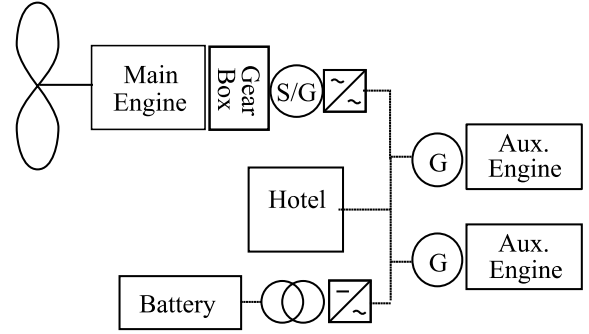 Main
Engine
Gear
Box
S/G
~
~
G
Aux.
Engine
Hotel
G
Aux.
Engine
Battery
–
~